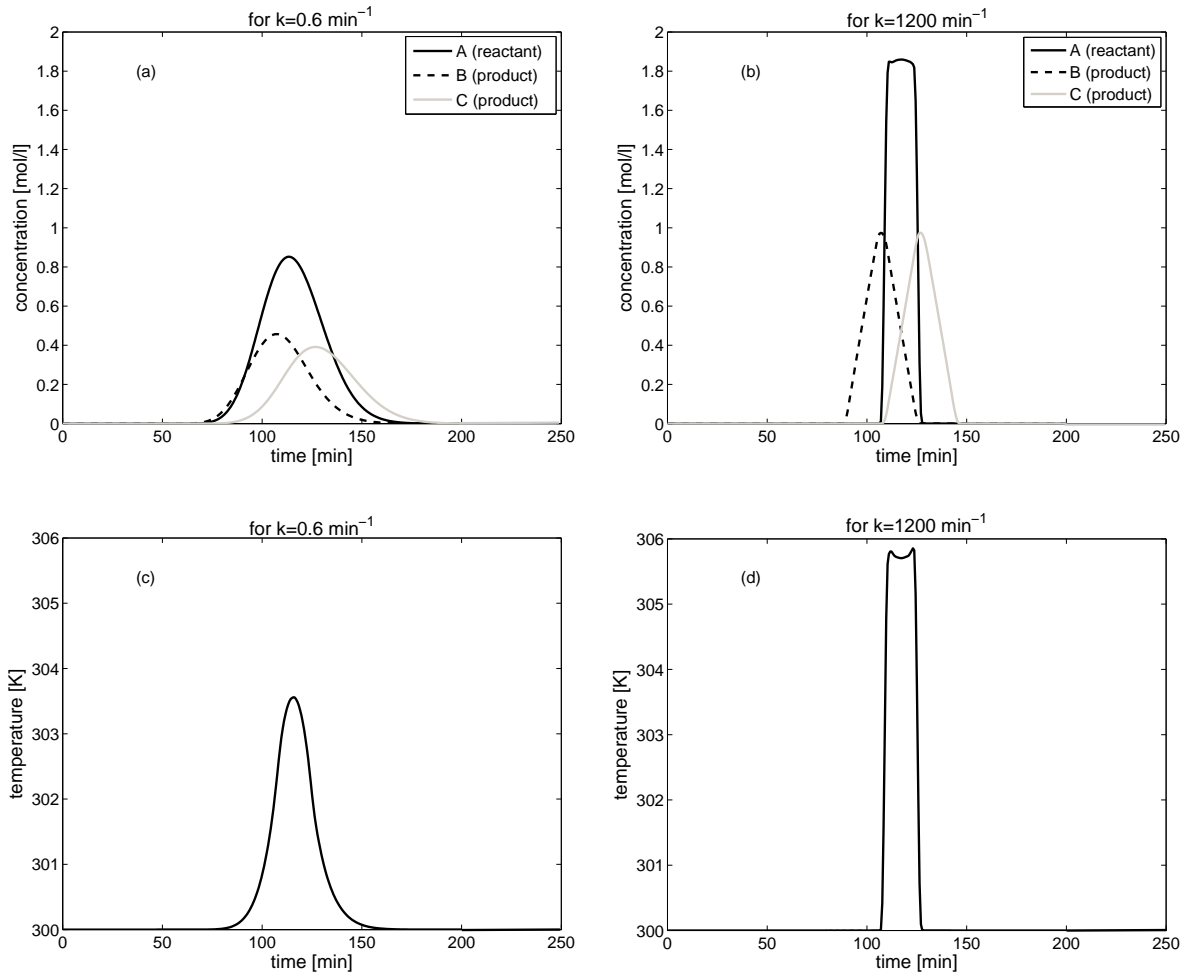 for k=0.6 min⁻¹
2
1.8
1.6
1.4
1.2
1
0.8
0.6
0.4
0.2
0
concentration [mol/l]
(a)
A (reactant)
B (product)
C (product)
0 50 100 150 200 250
time [min]
for k=1200 min⁻¹
2
1.8
1.6
1.4
1.2
1
0.8
0.6
0.4
0.2
0
concentration [mol/l]
(b)
A (reactant)
B (product)
C (product)
0 50 100 150 200 250
time [min]
for k=0.6 min⁻¹
306
305
304
303
302
301
300
temperature [K]
(c)
0 50 100 150 200 250
time [min]
for k=1200 min⁻¹
306
305
304
303
302
301
300
temperature [K]
(d)
0 50 100 150 200 250
time [min]